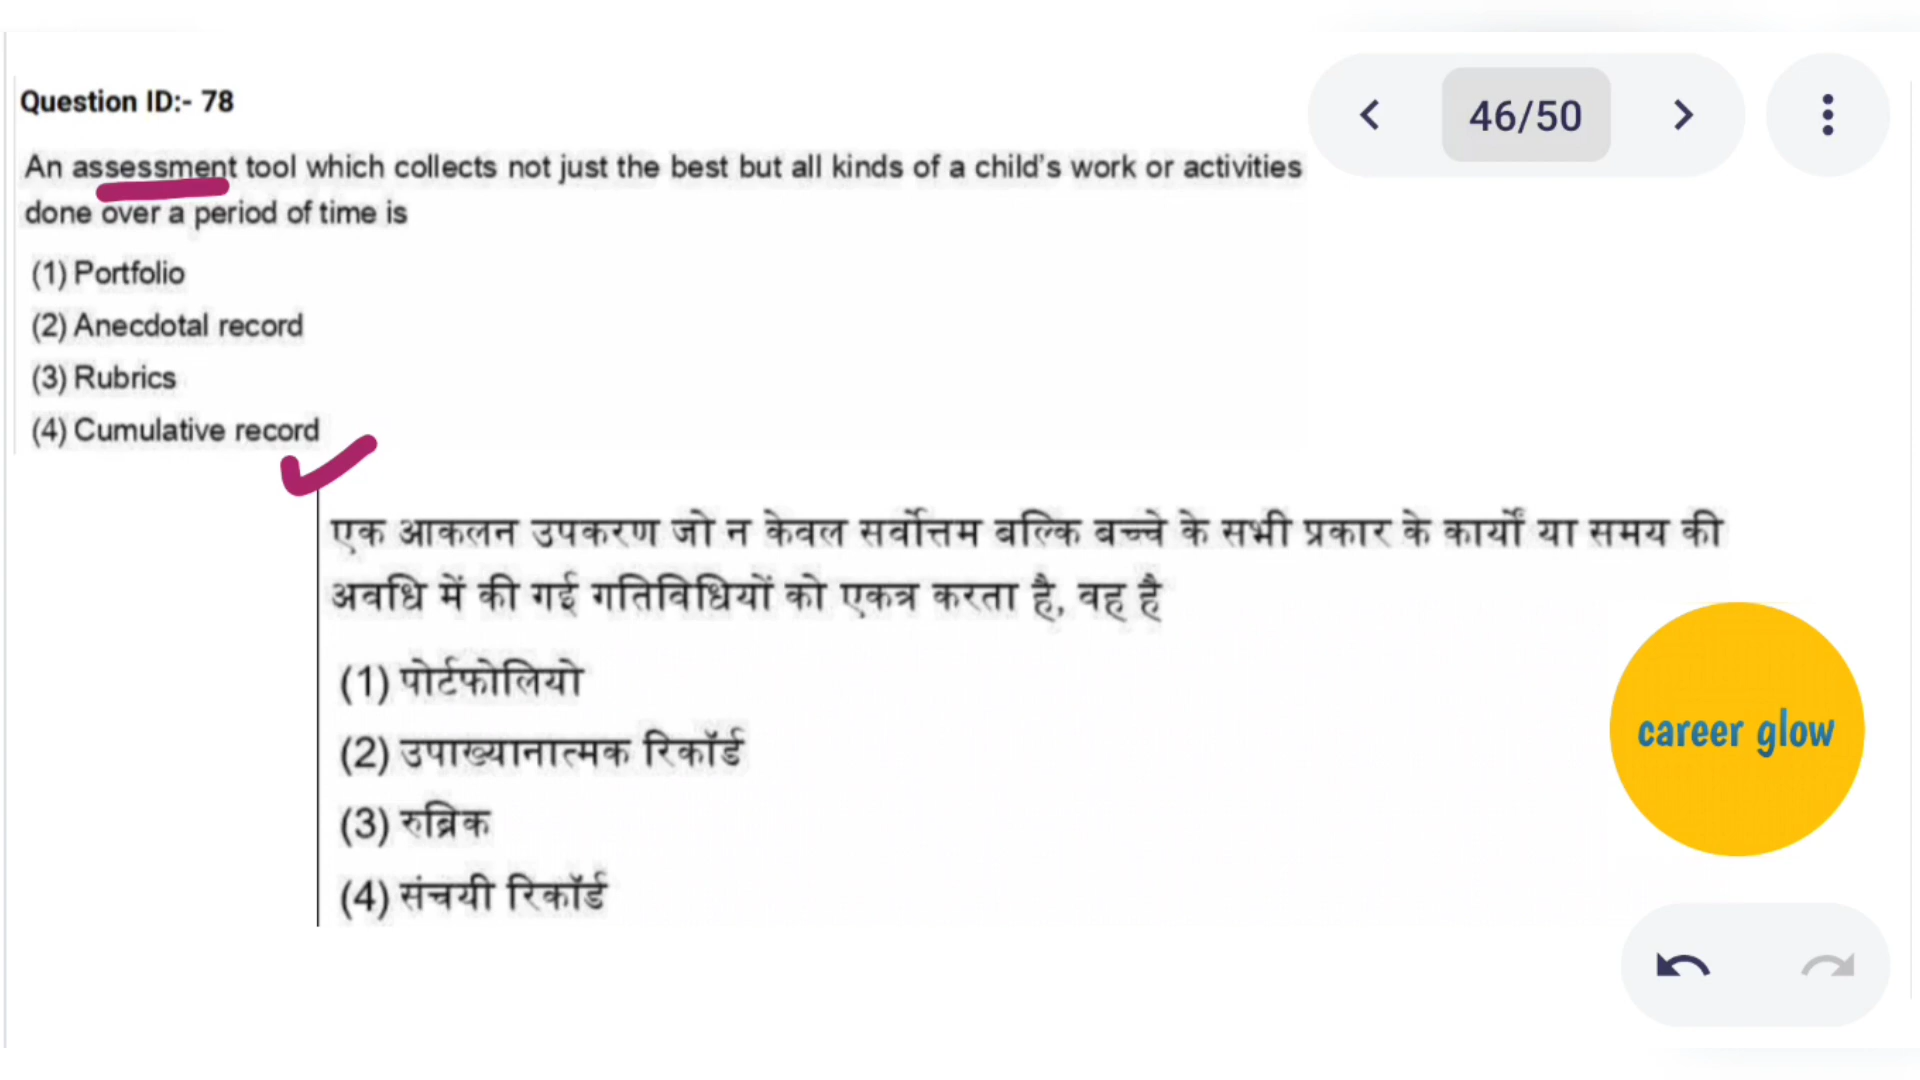 Question ID:- 78
46/50
An assessment tool which collects not just the best but all kinds of a child's work or activities
done over a period of time is
(1) Portfolio
(2) Anecdotal record
(3) Rubrics
(4) Cumulative record
एक आकलन उपकरण जो न केवल सर्वोत्तम बल्कि बच्चे के सभी प्रकार के कार्यों या समय की
अवधि में की गई गतिविधियों को एकत्र करता है, वह है
(1) पोर्टफोलियो
(2) उपाख्यानात्मक रिकॉर्ड
(3) रुब्रिक
(4) संचयी रिकॉर्ड
career glow